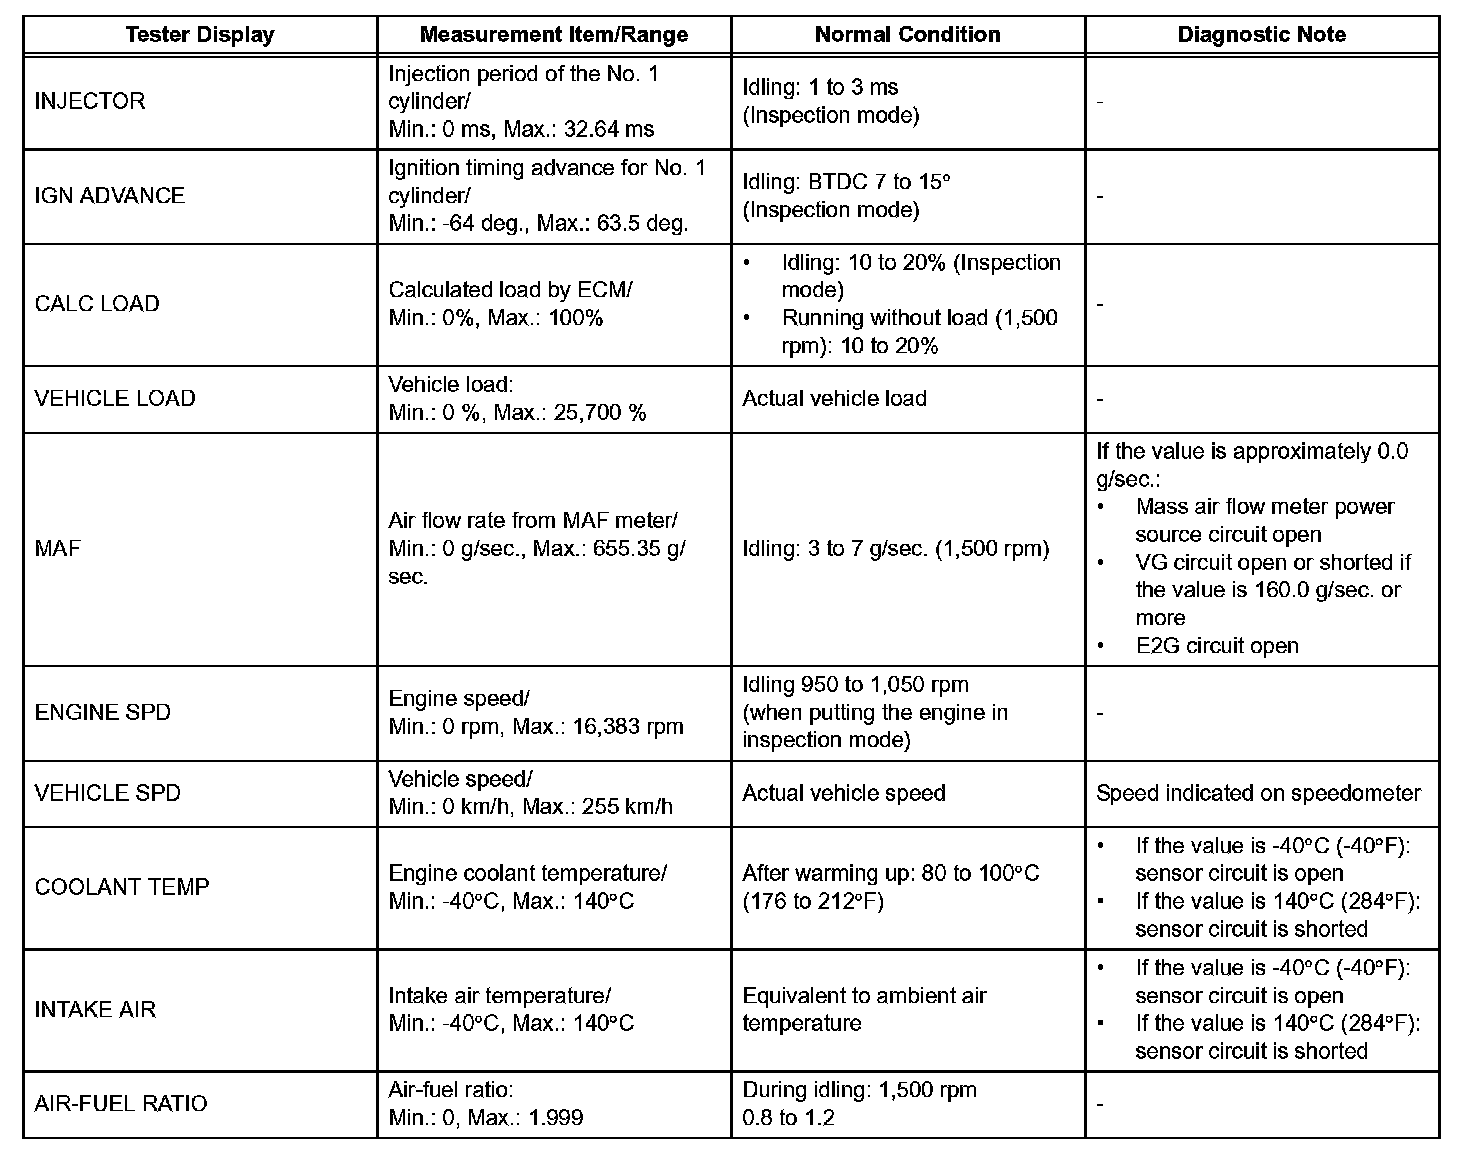 Tester Display
Measurement Item/Range
Normal Condition
Diagnostic Note
INJECTOR
Injection period of the No. 1
cylinder/
Min.: 0 ms, Max.: 32.64 ms
Idling: 1 to 3 ms
(Inspection mode)
-
IGN ADVANCE
Ignition timing advance for No. 1
cylinder/
Min.: -64 deg., Max.: 63.5 deg.
Idling: BTDC 7 to 15°
(Inspection mode)
-
CALC LOAD
Calculated load by ECM/
Min.: 0%, Max.: 100%
• Idling: 10 to 20% (Inspection
mode)
• Running without load (1,500
rpm): 10 to 20%
-
VEHICLE LOAD
Vehicle load:
Min.: 0 %, Max.: 25,700 %
Actual vehicle load
-
MAF
Air flow rate from MAF meter/
Min.: 0 g/sec., Max.: 655.35 g/
sec.
Idling: 3 to 7 g/sec. (1,500 rpm)
If the value is approximately 0.0
g/sec.:
• Mass air flow meter power
source circuit open
• VG circuit open or shorted if
the value is 160.0 g/sec. or
more
• E2G circuit open
ENGINE SPD
Engine speed/
Min.: 0 rpm, Max.: 16,383 rpm
Idling 950 to 1,050 rpm
(when putting the engine in
inspection mode)
-
VEHICLE SPD
Vehicle speed/
Min.: 0 km/h, Max.: 255 km/h
Actual vehicle speed
Speed indicated on speedometer
COOLANT TEMP
Engine coolant temperature/
Min.: -40°C, Max.: 140°C
After warming up: 80 to 100°C
(176 to 212°F)
• If the value is -40°C (-40°F):
sensor circuit is open
• If the value is 140°C (284°F):
sensor circuit is shorted
INTAKE AIR
Intake air temperature/
Min.: -40°C, Max.: 140°C
Equivalent to ambient air
temperature
• If the value is -40°C (-40°F):
sensor circuit is open
• If the value is 140°C (284°F):
sensor circuit is shorted
AIR-FUEL RATIO
Air-fuel ratio:
Min.: 0, Max.: 1.999
During idling: 1,500 rpm
0.8 to 1.2
-